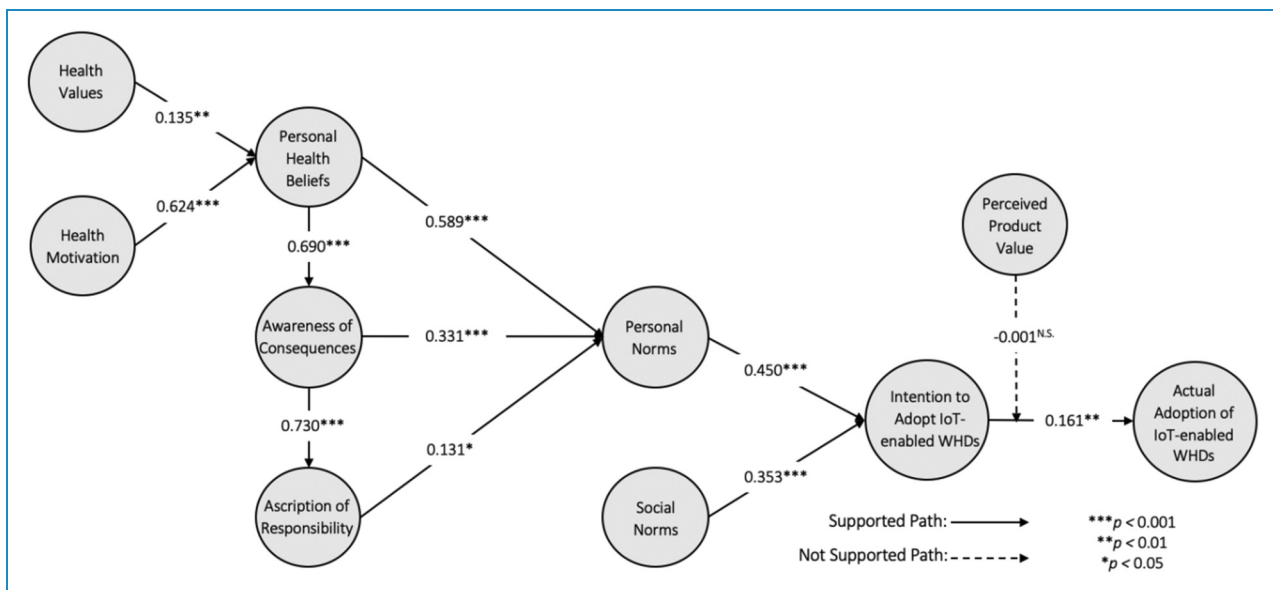 Health
Values
0.135**
Personal
Health
Beliefs
0.624***
Health
Motivation
0.589***
0.690***
Perceived
Product
Value
Awareness of
Consequences
0.331***
Personal
Norms
-0.001N.S.
0.450***
Intention to
Adopt IoT-
enabled WHDs
0.161**
Actual
Adoption of
IoT-enabled
WHDs
0.730***
0.131*
0.353***
Ascription of
Responsibility
Social
Norms
Supported Path:
Not Supported Path:
***p < 0.001
**p < 0.01
*p < 0.05